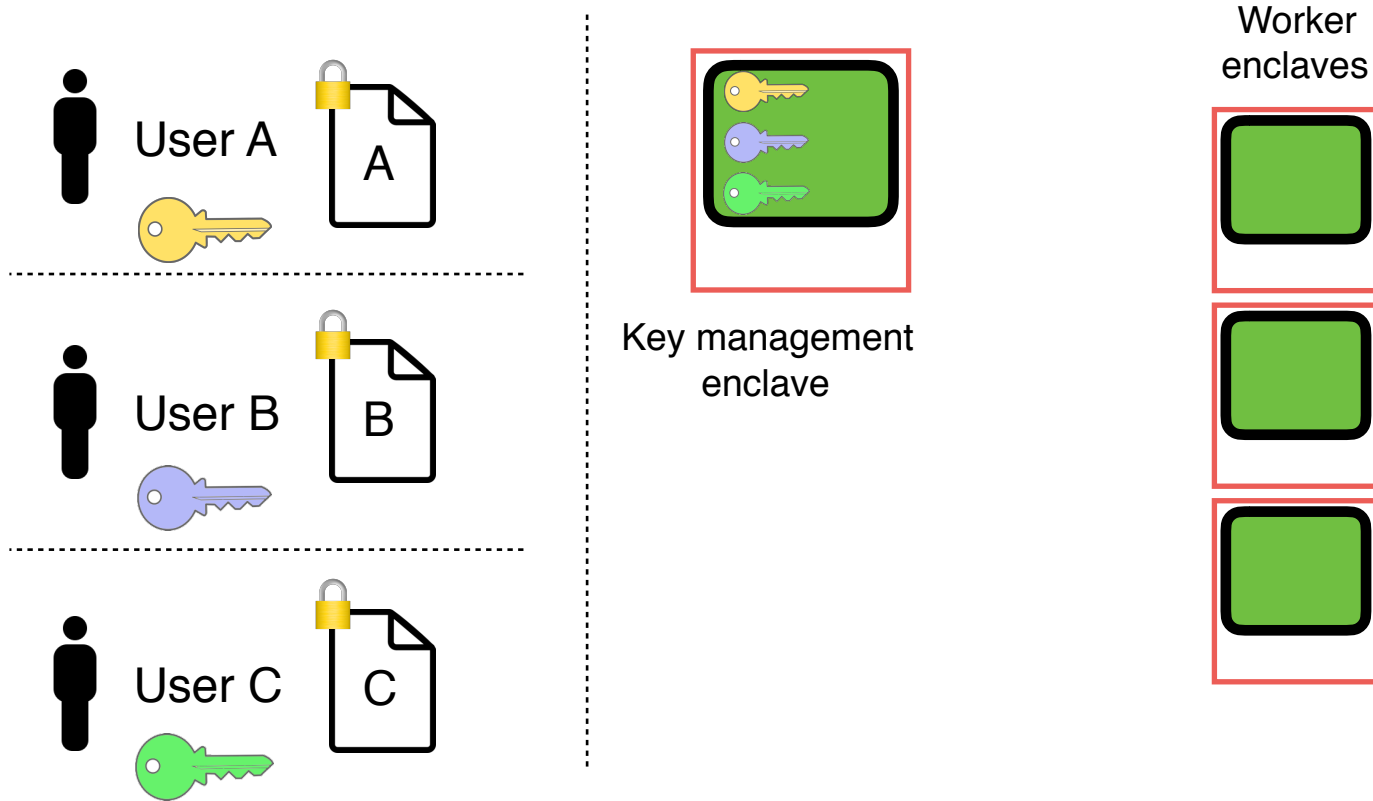 User A
A
User B
B
User C
C
Key management
enclave
Worker
enclaves